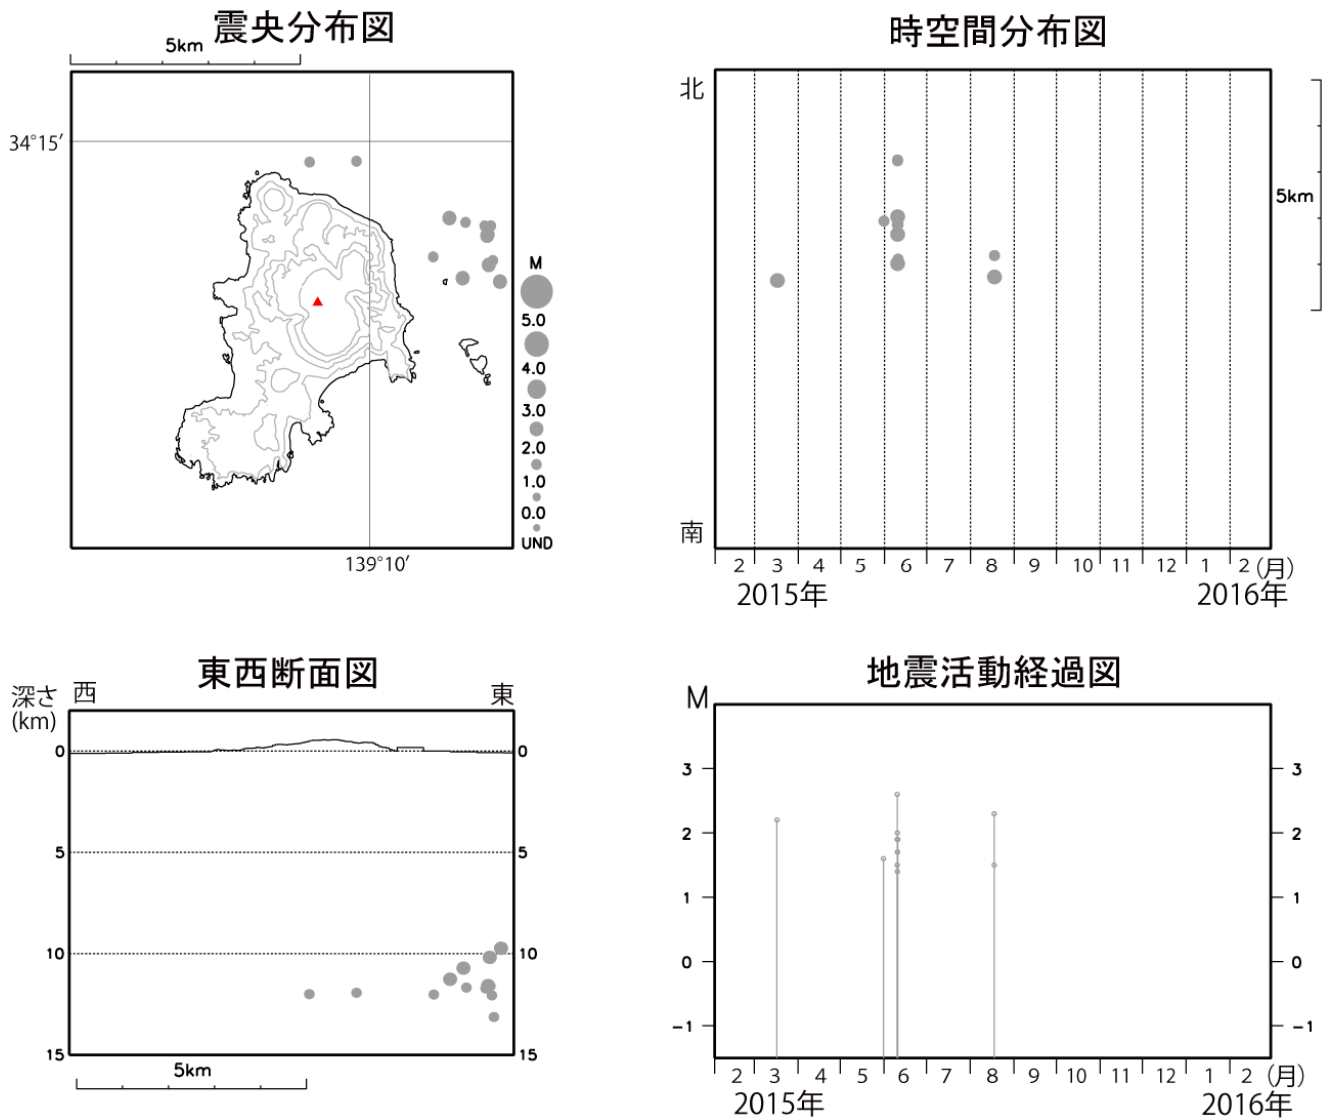 震央分布図
5km
34°15′
139°10′
M
5.0
4.0
3.0
2.0
1.0
0.0
UND
時空間分布図
北
南
5km
2 3 4 5 6 7 8 9 10 11 12 1 2 (月)
2015年 2016年
東西断面図
深さ 西 東
(km)
0 0
5 5
10 10
15 15
5km
地震活動経過図
M
3 3
2 2
1 1
0 0
−1 −1
2 3 4 5 6 7 8 9 10 11 12 1 2 (月)
2015年 2016年